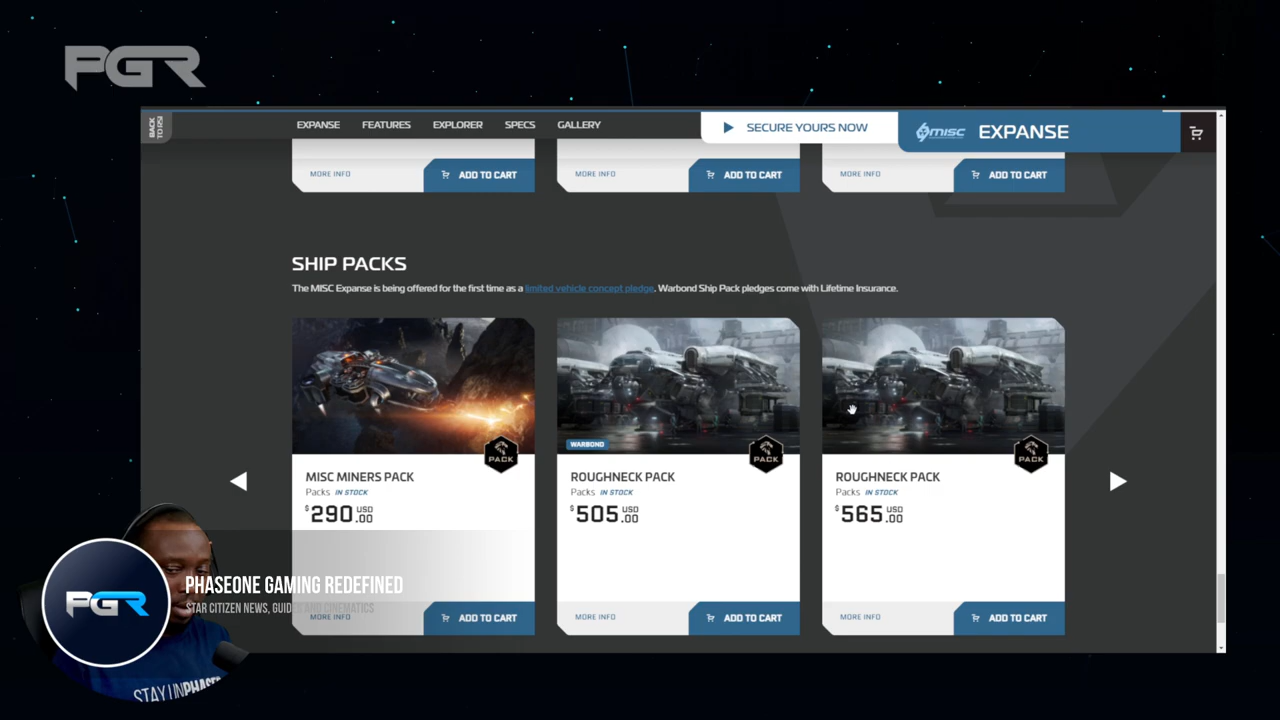 PGR
BACK
TO RSI
EXPANSE
FEATURES
EXPLORER
SPECS
GALLERY
SECURE YOURS NOW
misc EXPANSE
MORE INFO
ADD TO CART
MORE INFO
ADD TO CART
MORE INFO
ADD TO CART
SHIP PACKS
The MISC Expanse is being offered for the first time as a limited vehicle concept pledge. Warbond Ship Pack pledges come with Lifetime Insurance.
PACK
MISC MINERS PACK
Packs IN STOCK
$290 USD .00
MORE INFO
ADD TO CART
WARBOND
PACK
ROUGHNECK PACK
Packs IN STOCK
$505 USD .00
MORE INFO
ADD TO CART
PACK
ROUGHNECK PACK
Packs IN STOCK
$565 USD .00
MORE INFO
ADD TO CART
PGR
PHASEONE GAMING REDEFINED
STAR CITIZEN NEWS, GUIDES AND CINEMATICS
STAY UNPHASED